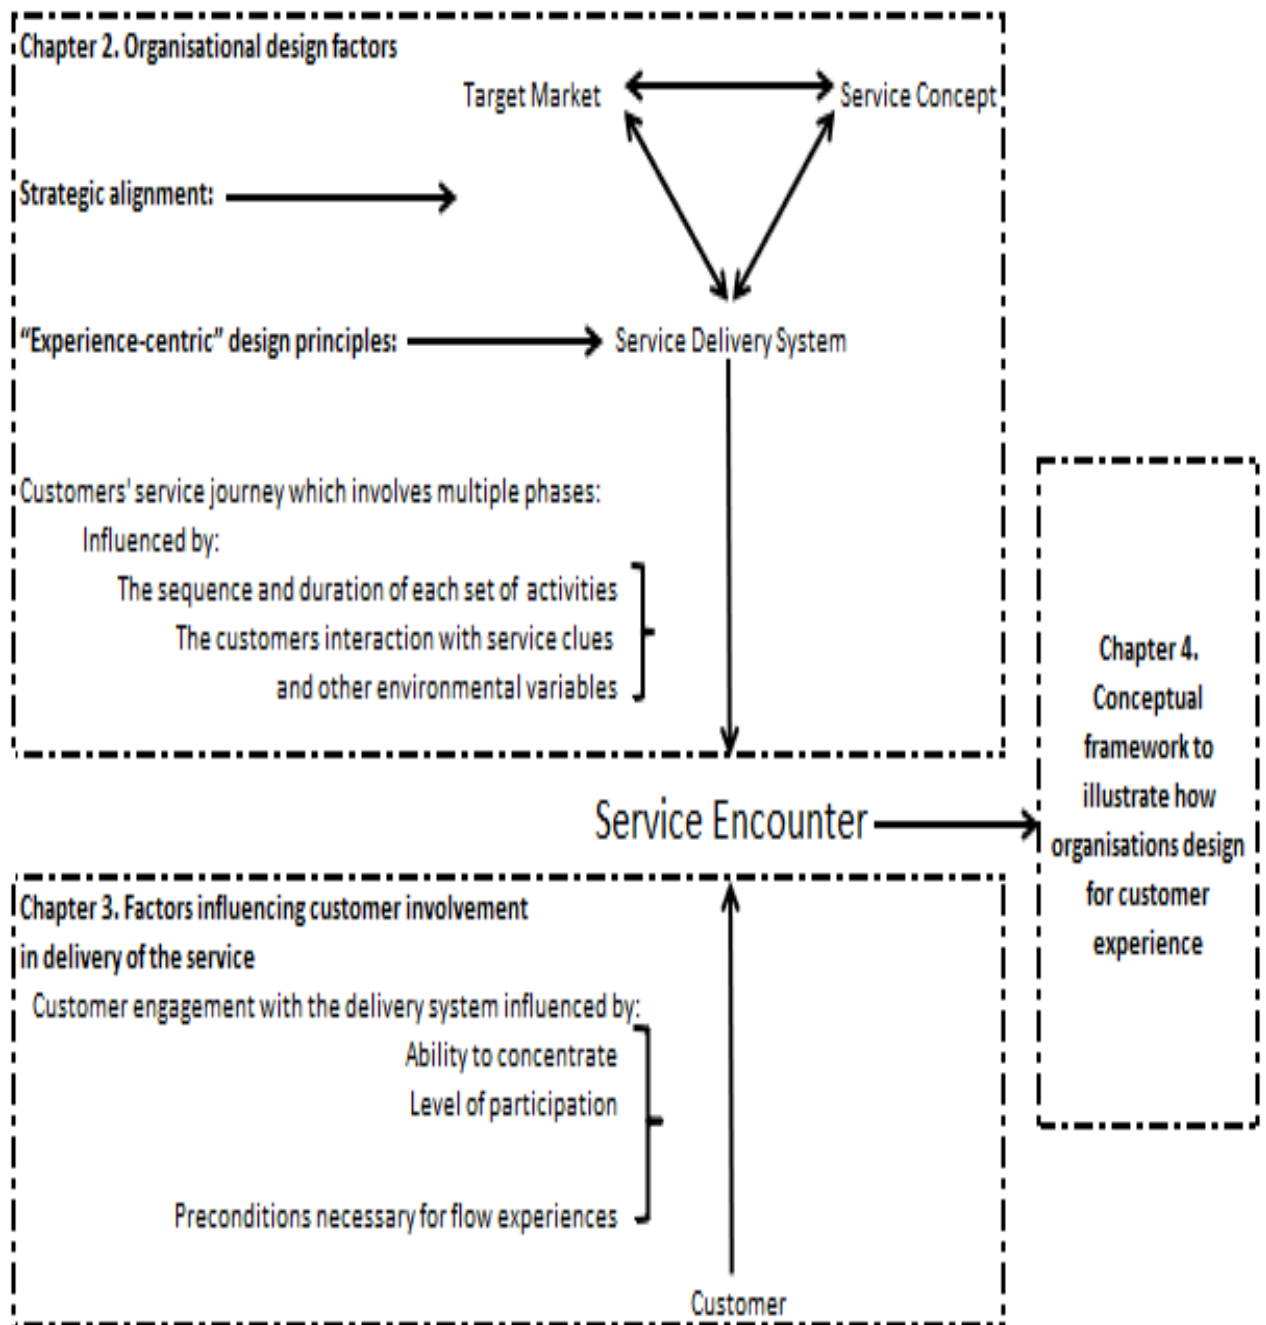 Chapter 2. Organisational design factors
Target Market
Service Concept
Strategic alignment:
“Experience-centric” design principles:
Service Delivery System
Customers' service journey which involves multiple phases:
Influenced by:
The sequence and duration of each set of activities
The customers interaction with service clues
and other environmental variables
Service Encounter
Chapter 4.
Conceptual
framework to
illustrate how
organisations design
for customer
experience
Chapter 3. Factors influencing customer involvement
in delivery of the service
Customer engagement with the delivery system influenced by:
Ability to concentrate
Level of participation
Preconditions necessary for flow experiences
Customer